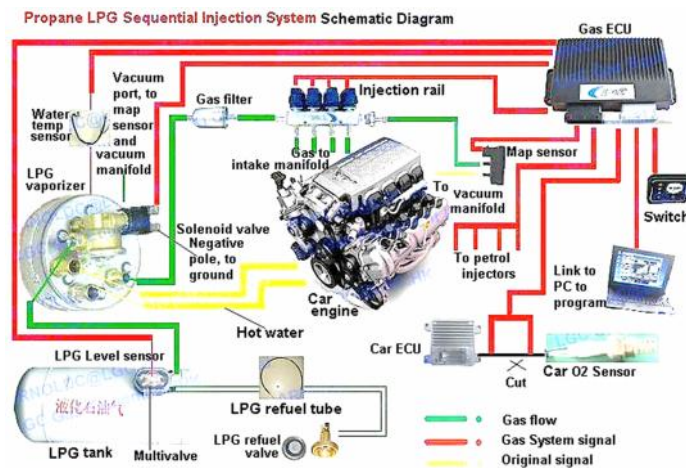 Propane LPG Sequential Injection System Schematic Diagram
Gas ECU
Vacuum
port, to
map
sensor
and
vacuum
manifold
Water
temp
sensor
Gas filter
Injection rail
Gas to
intake manifold
Map sensor
To
vacuum
manifold
LPG
vaporizer
Solenoid valve
Negative
pole, to
ground
Switch
To petrol
injectors
Link to
PC to
program
Car
engine
Hot water
Car ECU
Cut
Car O2 Sensor
LPG Level sensor
液化石油气
LPG refuel tube
LPG refuel
valve
LPG tank
Multivalve
Gas flow
Gas System signal
Original signal